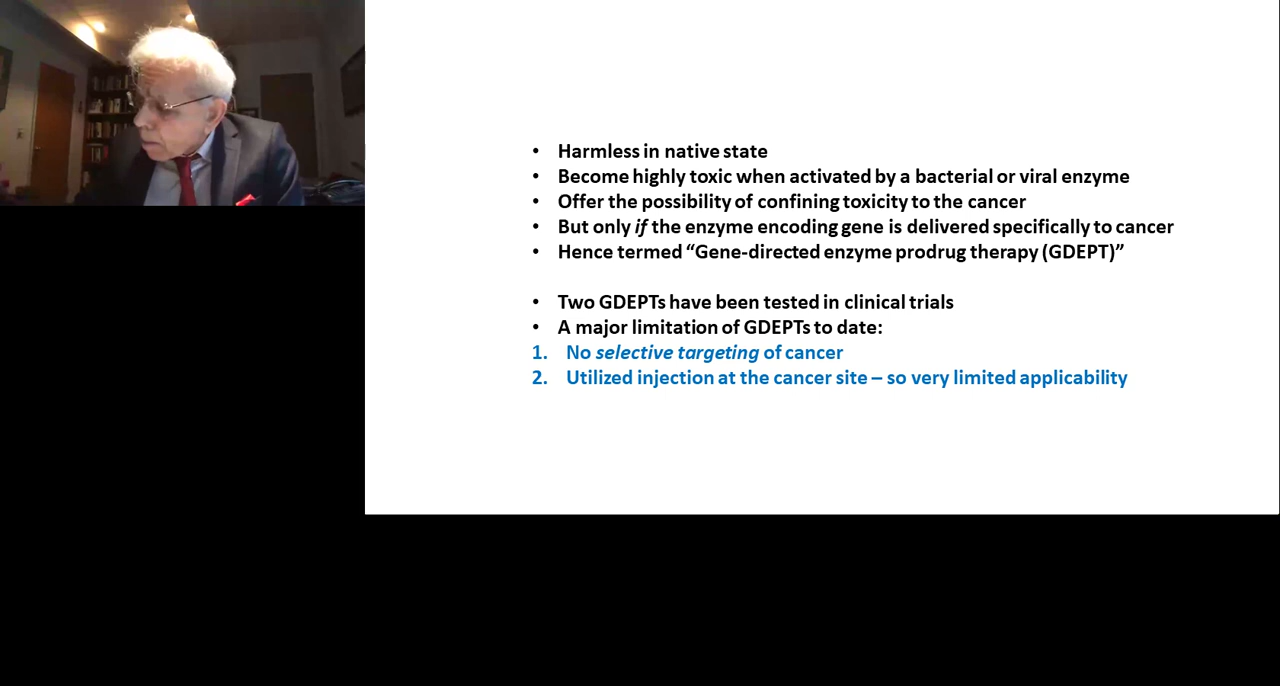 • Harmless in native state
• Become highly toxic when activated by a bacterial or viral enzyme
• Offer the possibility of confining toxicity to the cancer
• But only if the enzyme encoding gene is delivered specifically to cancer
• Hence termed “Gene-directed enzyme prodrug therapy (GDEPT)”
• Two GDEPTs have been tested in clinical trials
• A major limitation of GDEPTs to date:
1. No selective targeting of cancer
2. Utilized injection at the cancer site – so very limited applicability